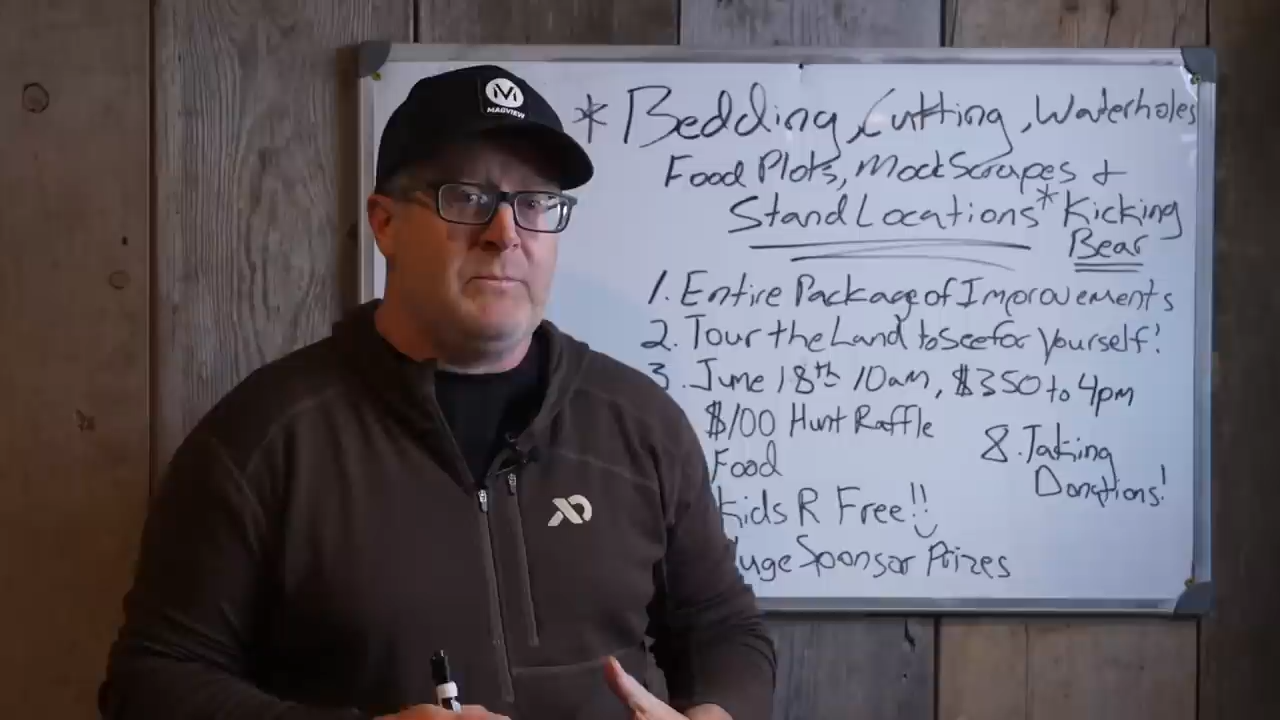 MAGVIEW
* Bedding, Cutting, Waterholes
Food Plots, Mock Scrapes +
Stand Locations * Kicking
Bear
1. Entire Package of Improvements
2. Tour the Land to See for Yourself!
3. June 18th 10am, $350 to 4pm
$100 Hunt Raffle
Food
Kids R Free!!
uge Sponsor Prizes
8. Taking
Donations!